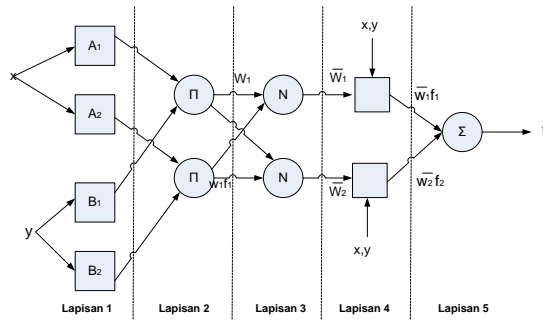 x,y
A1
x
W1
W̅1
w̅1f1
Π
N
A2
Σ
f
Π
w1f1
N
W̅2
w̅2f2
B1
y
x,y
B2
Lapisan 1
Lapisan 2
Lapisan 3
Lapisan 4
Lapisan 5